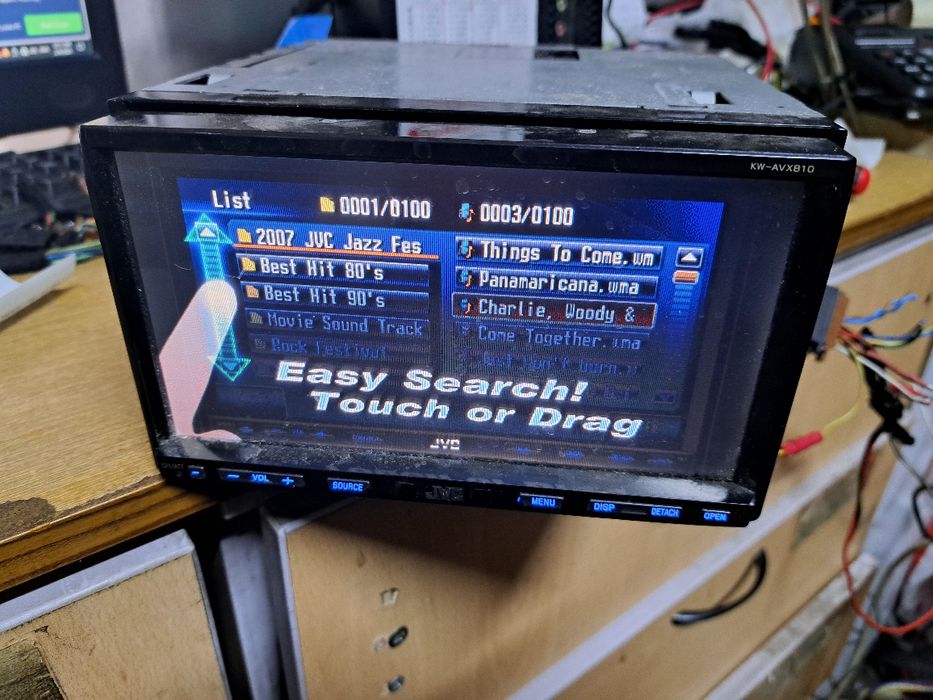 KW-AVX810
List
0001/0100
0003/0100
2007 JVC Jazz Fes
Best Hit 80's
Best Hit 90's
Movie Sound Track
Rock Festival
Things To Come.wm
Panamaricana.wma
Charlie, Woody &
Come Together.wma
Easy Search!
Touch or Drag
JVC
− VOL +
SOURCE
JVC
MENU
DISP
DETACH
OPEN